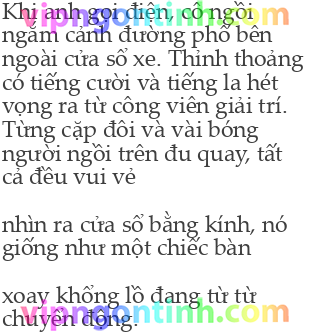 Khi anh gọi điện, cô ngồi
ngắm cảnh đường phố bên
ngoài cửa sổ xe. Thỉnh thoảng
có tiếng cười và tiếng la hét
vọng ra từ công viên giải trí.
Từng cặp đôi và vài bóng
người ngồi trên đu quay, tất
cả đều vui vẻ
nhìn ra cửa sổ bằng kính, nó
giống như một chiếc bàn
xoay khổng lồ đang từ từ
chuyển động.
vipngontinh.com
vipngontinh.com